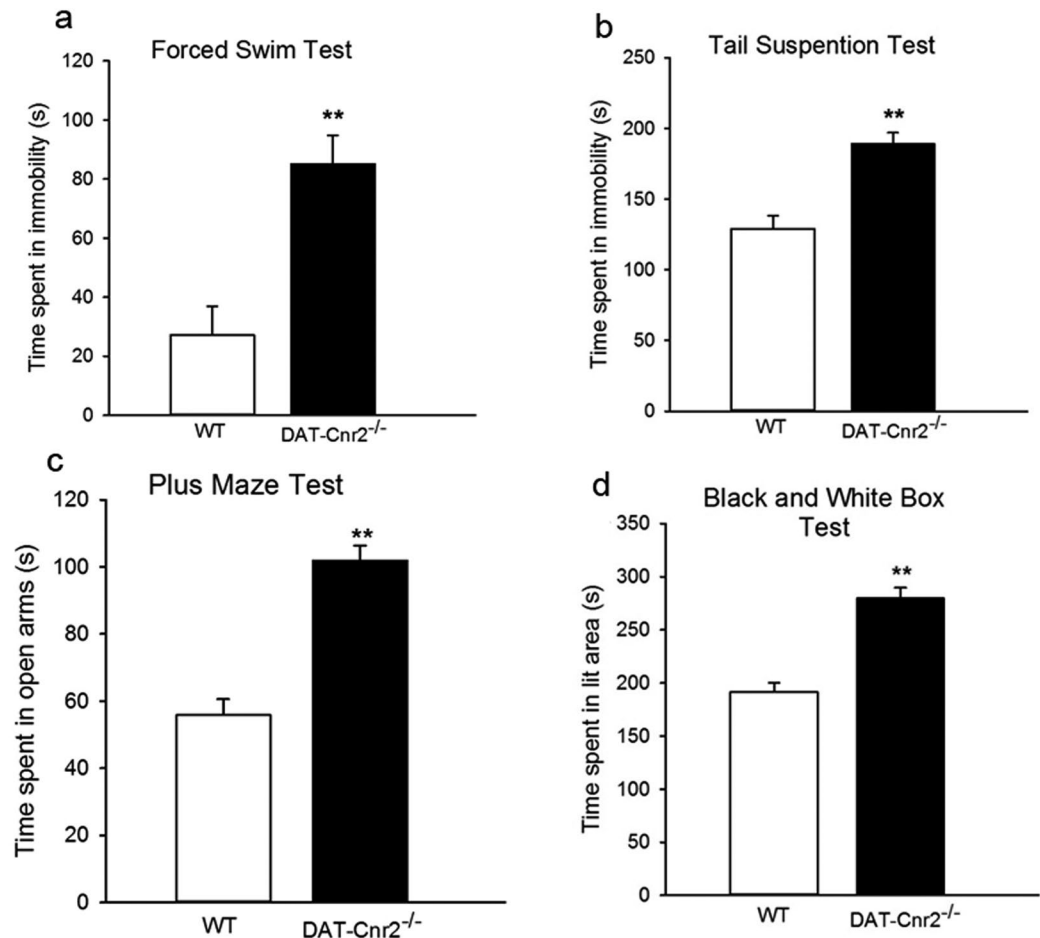 a
Forced Swim Test
Time spent in immobility (s)
120
100
80
60
40
20
0
**
WT
DAT-Cnr2-/-
b
Tail Suspention Test
Time spent in immobility (s)
250
200
150
100
50
0
**
WT
DAT-Cnr2-/-
c
Plus Maze Test
Time spent in open arms (s)
120
100
80
60
40
20
0
**
WT
DAT-Cnr2-/-
d
Black and White Box
Test
Time spent in lit area (s)
350
300
250
200
150
100
50
0
**
WT
DAT-Cnr2-/-